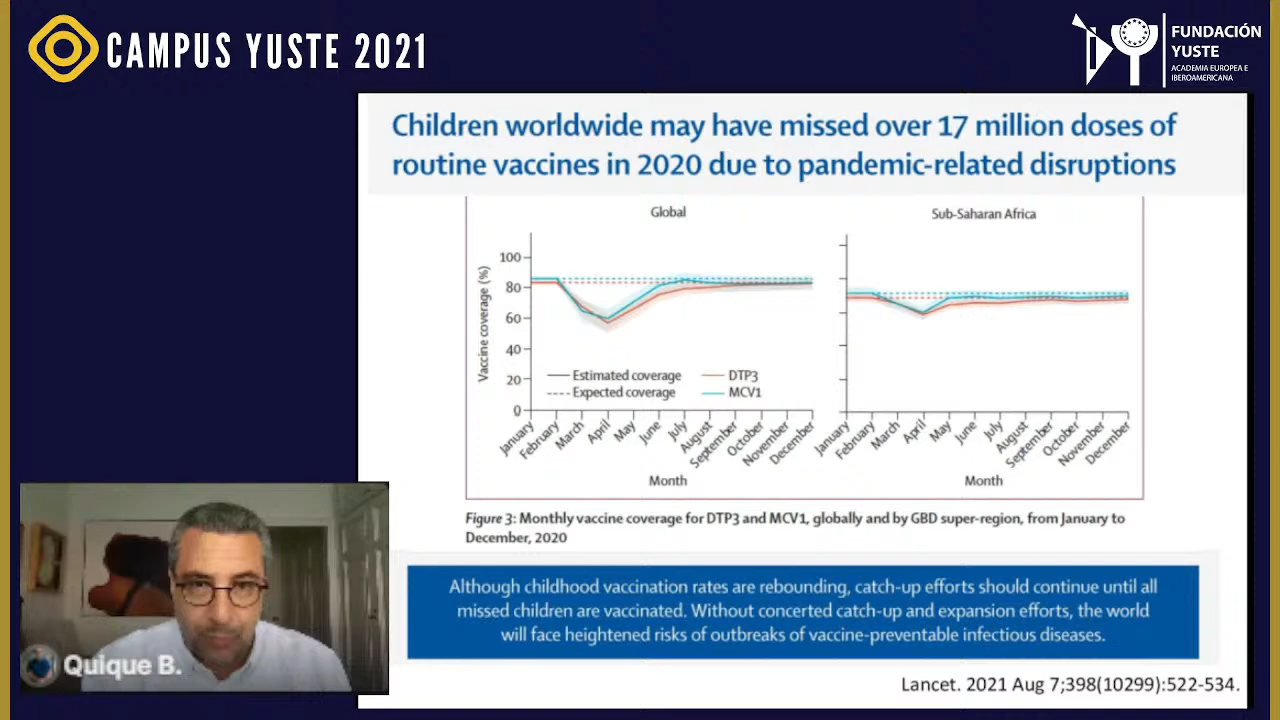 CAMPUS YUSTE 2021
FUNDACIÓN
YUSTE
ACADEMIA EUROPEA E
IBEROAMERICANA
Children worldwide may have missed over 17 million doses of
routine vaccines in 2020 due to pandemic-related disruptions
Global
Sub-Saharan Africa
Vaccine coverage (%)
100
80
60
40
20
0
Estimated coverage
Expected coverage
DTP3
MCV1
January
February
March
April
May
June
July
August
September
October
November
December
Month
January
February
March
April
May
June
July
August
September
October
November
December
Month
Figure 3: Monthly vaccine coverage for DTP3 and MCV1, globally and by GBD super-region, from January to
December, 2020
Although childhood vaccination rates are rebounding, catch-up efforts should continue until all
missed children are vaccinated. Without concerted catch-up and expansion efforts, the world
will face heightened risks of outbreaks of vaccine-preventable infectious diseases.
Quique B.
Lancet. 2021 Aug 7;398(10299):522-534.